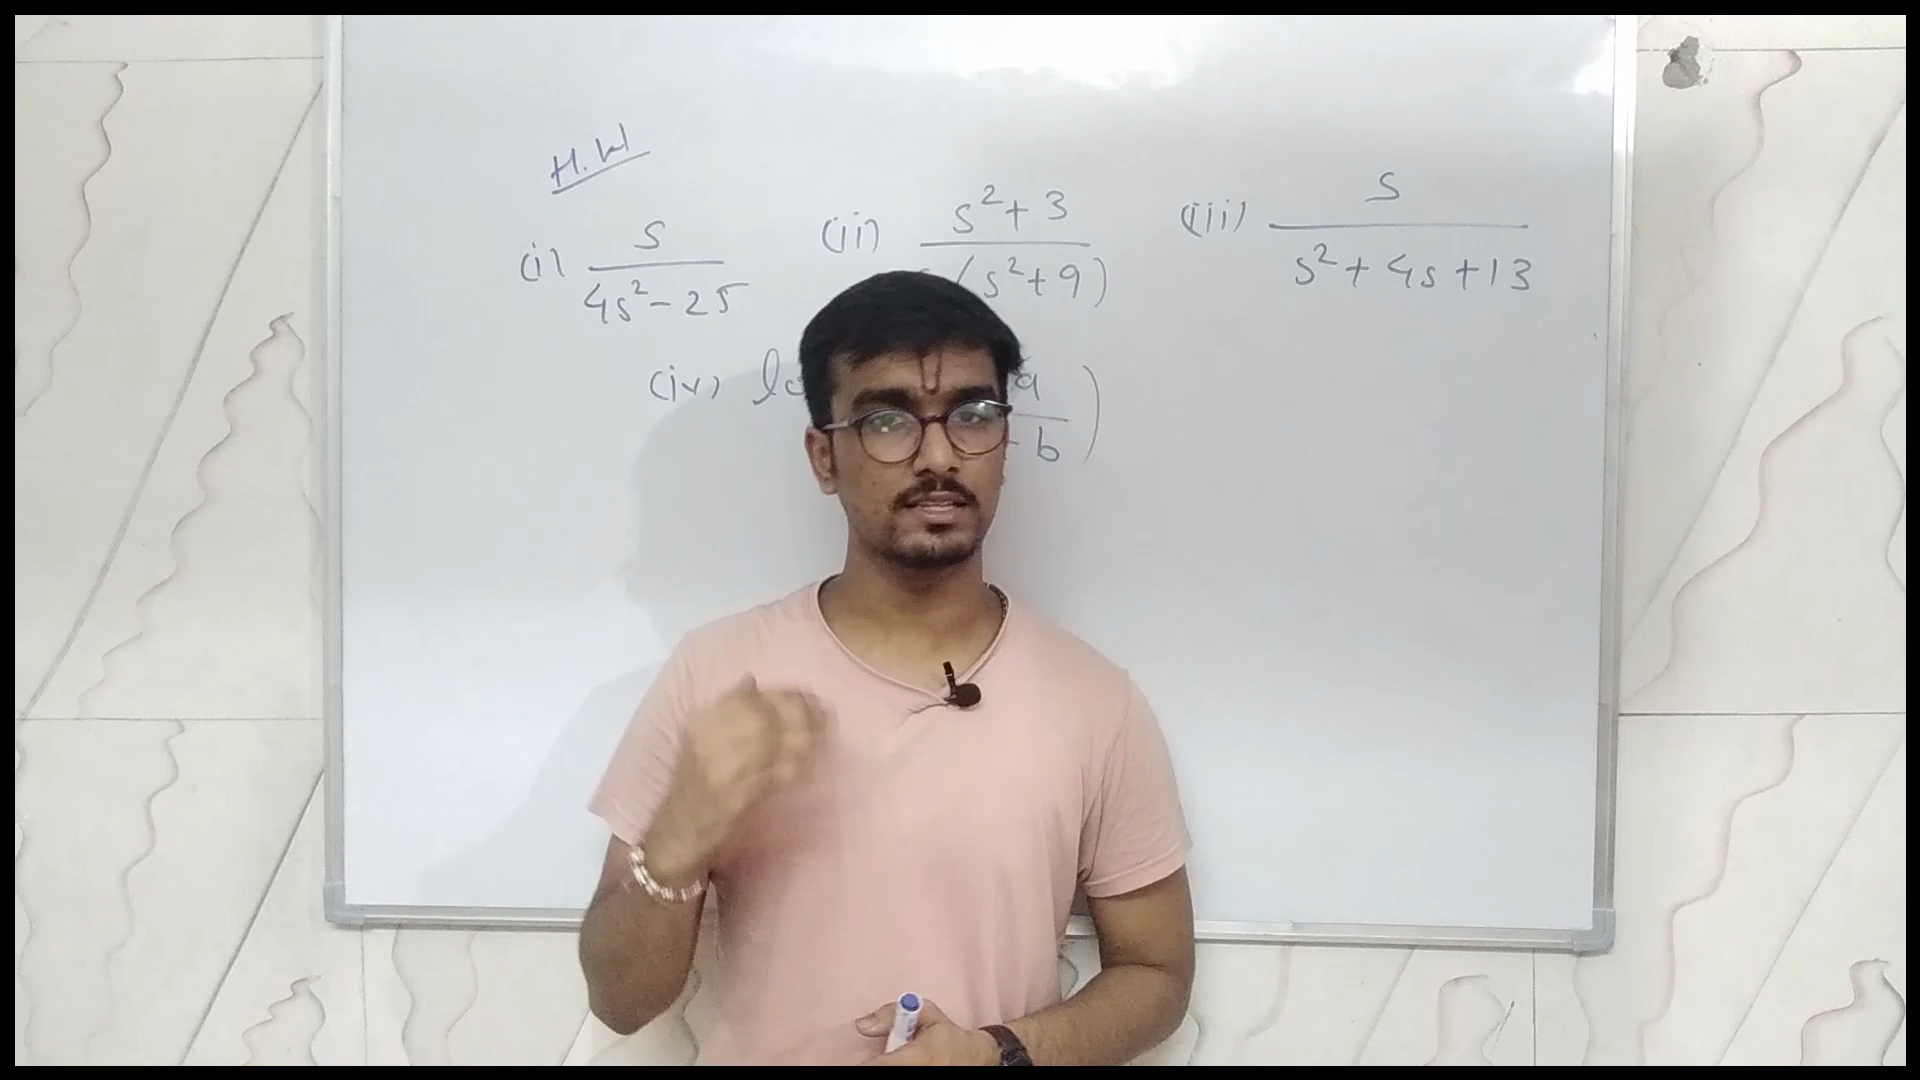 H.W
(i) s / 4s² - 25 (ii) s² + 3 / (s² + 9) (iii) s / s² + 4s + 13
(iv) a / b )